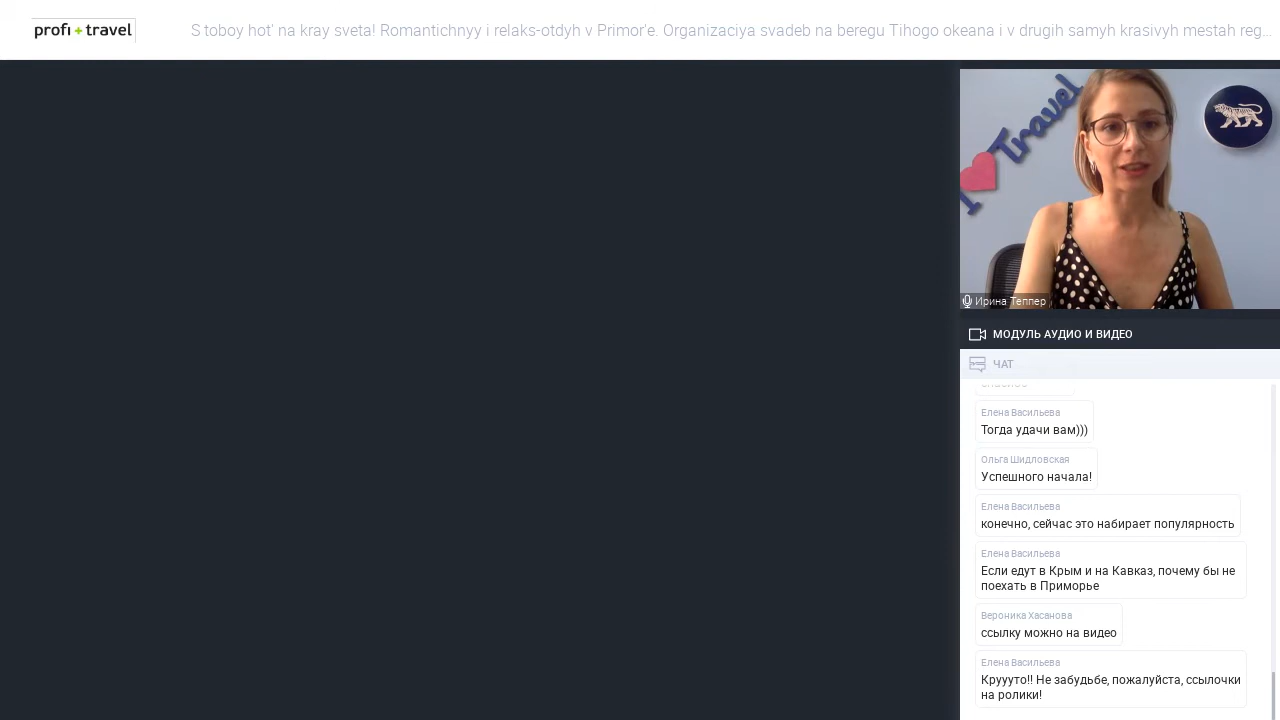 profi + travel
S toboy hot' na kray sveta! Romantichnyy i relaks-otdyh v Primor'e. Organizaciya svadeb na beregu Tihogo okeana i v drugih samyh krasivyh mestah reg...
I Travel
Ирина Теппер
МОДУЛЬ АУДИО И ВИДЕО
ЧАТ
Елена Васильева
Тогда удачи вам)))
Ольга Шидловская
Успешного начала!
Елена Васильева
конечно, сейчас это набирает популярность
Елена Васильева
Если едут в Крым и на Кавказ, почему бы не
поехать в Приморье
Вероника Хасанова
ссылку можно на видео
Елена Васильева
Круууто!! Не забудьбе, пожалуйста, ссылочки
на ролики!